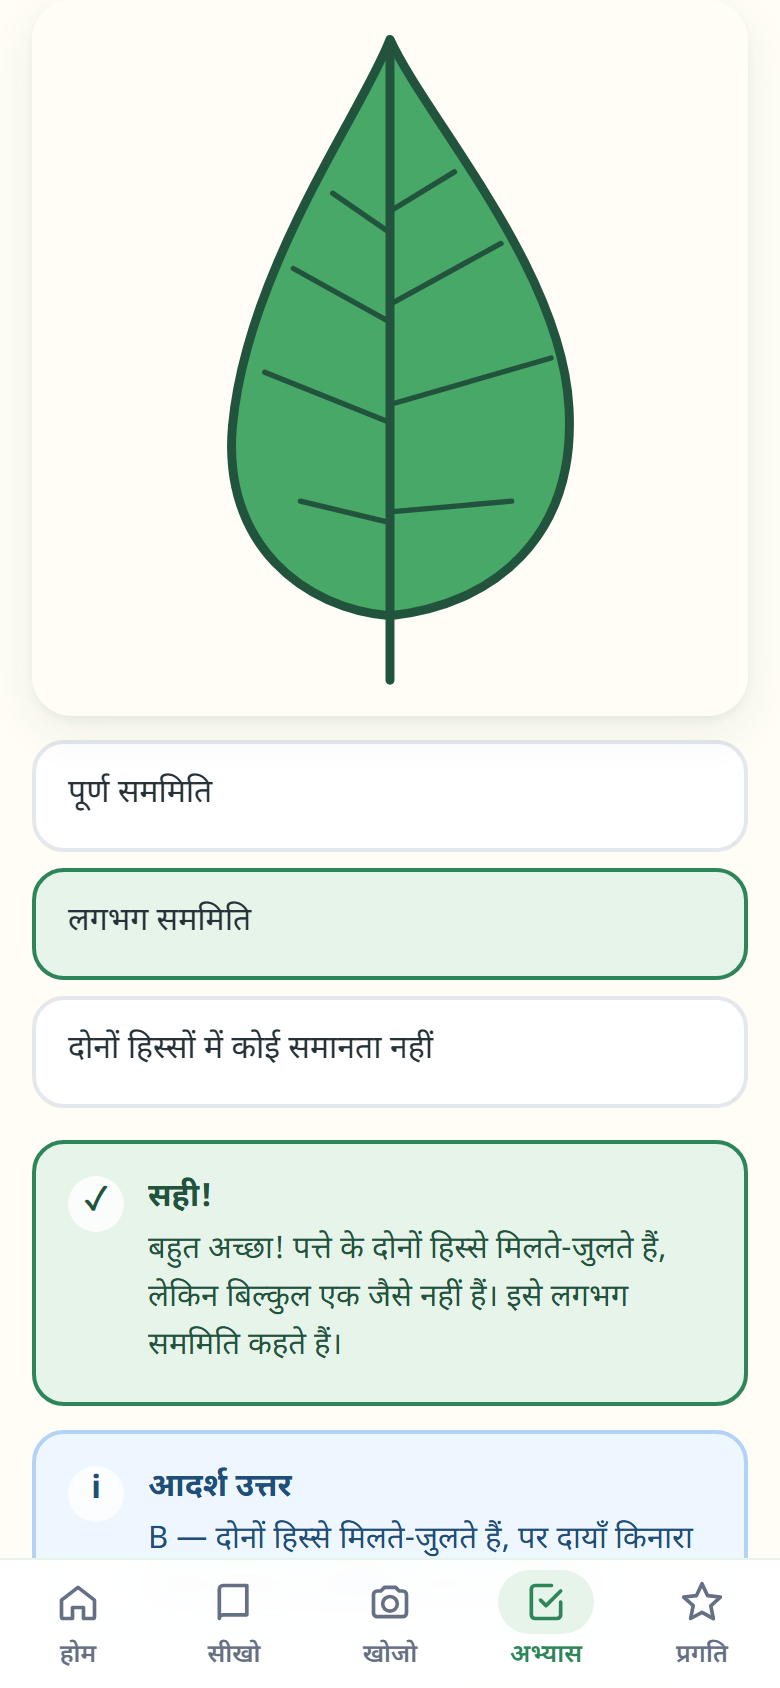 पूर्ण सममिति
लगभग सममिति
दोनों हिस्सों में कोई समानता नहीं
✓ सही!
बहुत अच्छा! पत्ते के दोनों हिस्से मिलते-जुलते हैं,
लेकिन बिल्कुल एक जैसे नहीं हैं। इसे लगभग
सममिति कहते हैं।
i आदर्श उत्तर
B — दोनों हिस्से मिलते-जुलते हैं, पर दायाँ किनारा
होम सीखो खोजो अभ्यास प्रगति